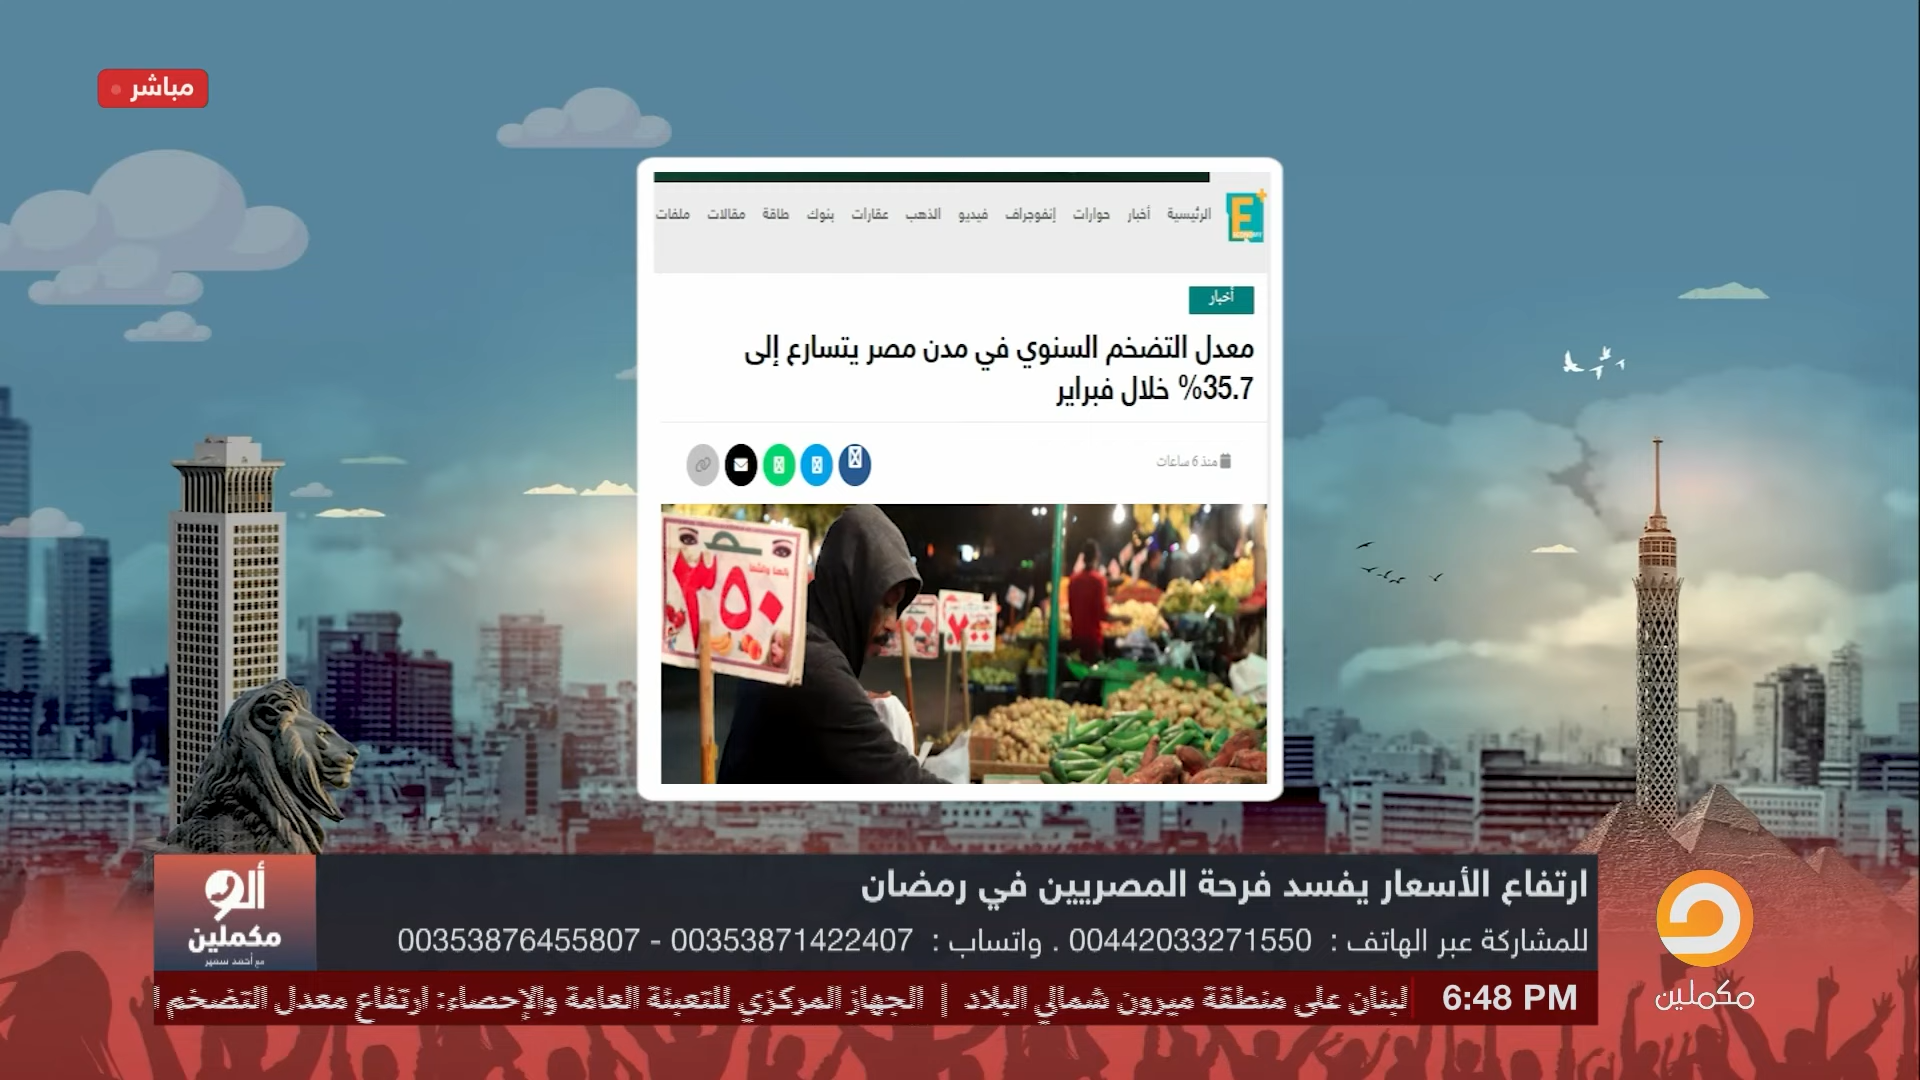 مباشر
الرئيسية أخبار حوارات إنفوجراف فيديو الذهب عقارات بنوك طاقة مقالات ملفات
E+
ECONOMY
أخبار
معدل التضخم السنوي في مدن مصر يتسارع إلى
35.7% خلال فبراير
منذ 6 ساعات
٣٥٠
ألو
مكملين
مع أحمد سمير
ارتفاع الأسعار يفسد فرحة المصريين في رمضان
للمشاركة عبر الهاتف : 00442033271550 . واتساب : 00353871422407 - 00353876455807
6:48 PM
لبنان على منطقة ميرون شمالي البلاد | الجهاز المركزي للتعبئة العامة والإحصاء: ارتفاع معدل التضخم ا
مكملين